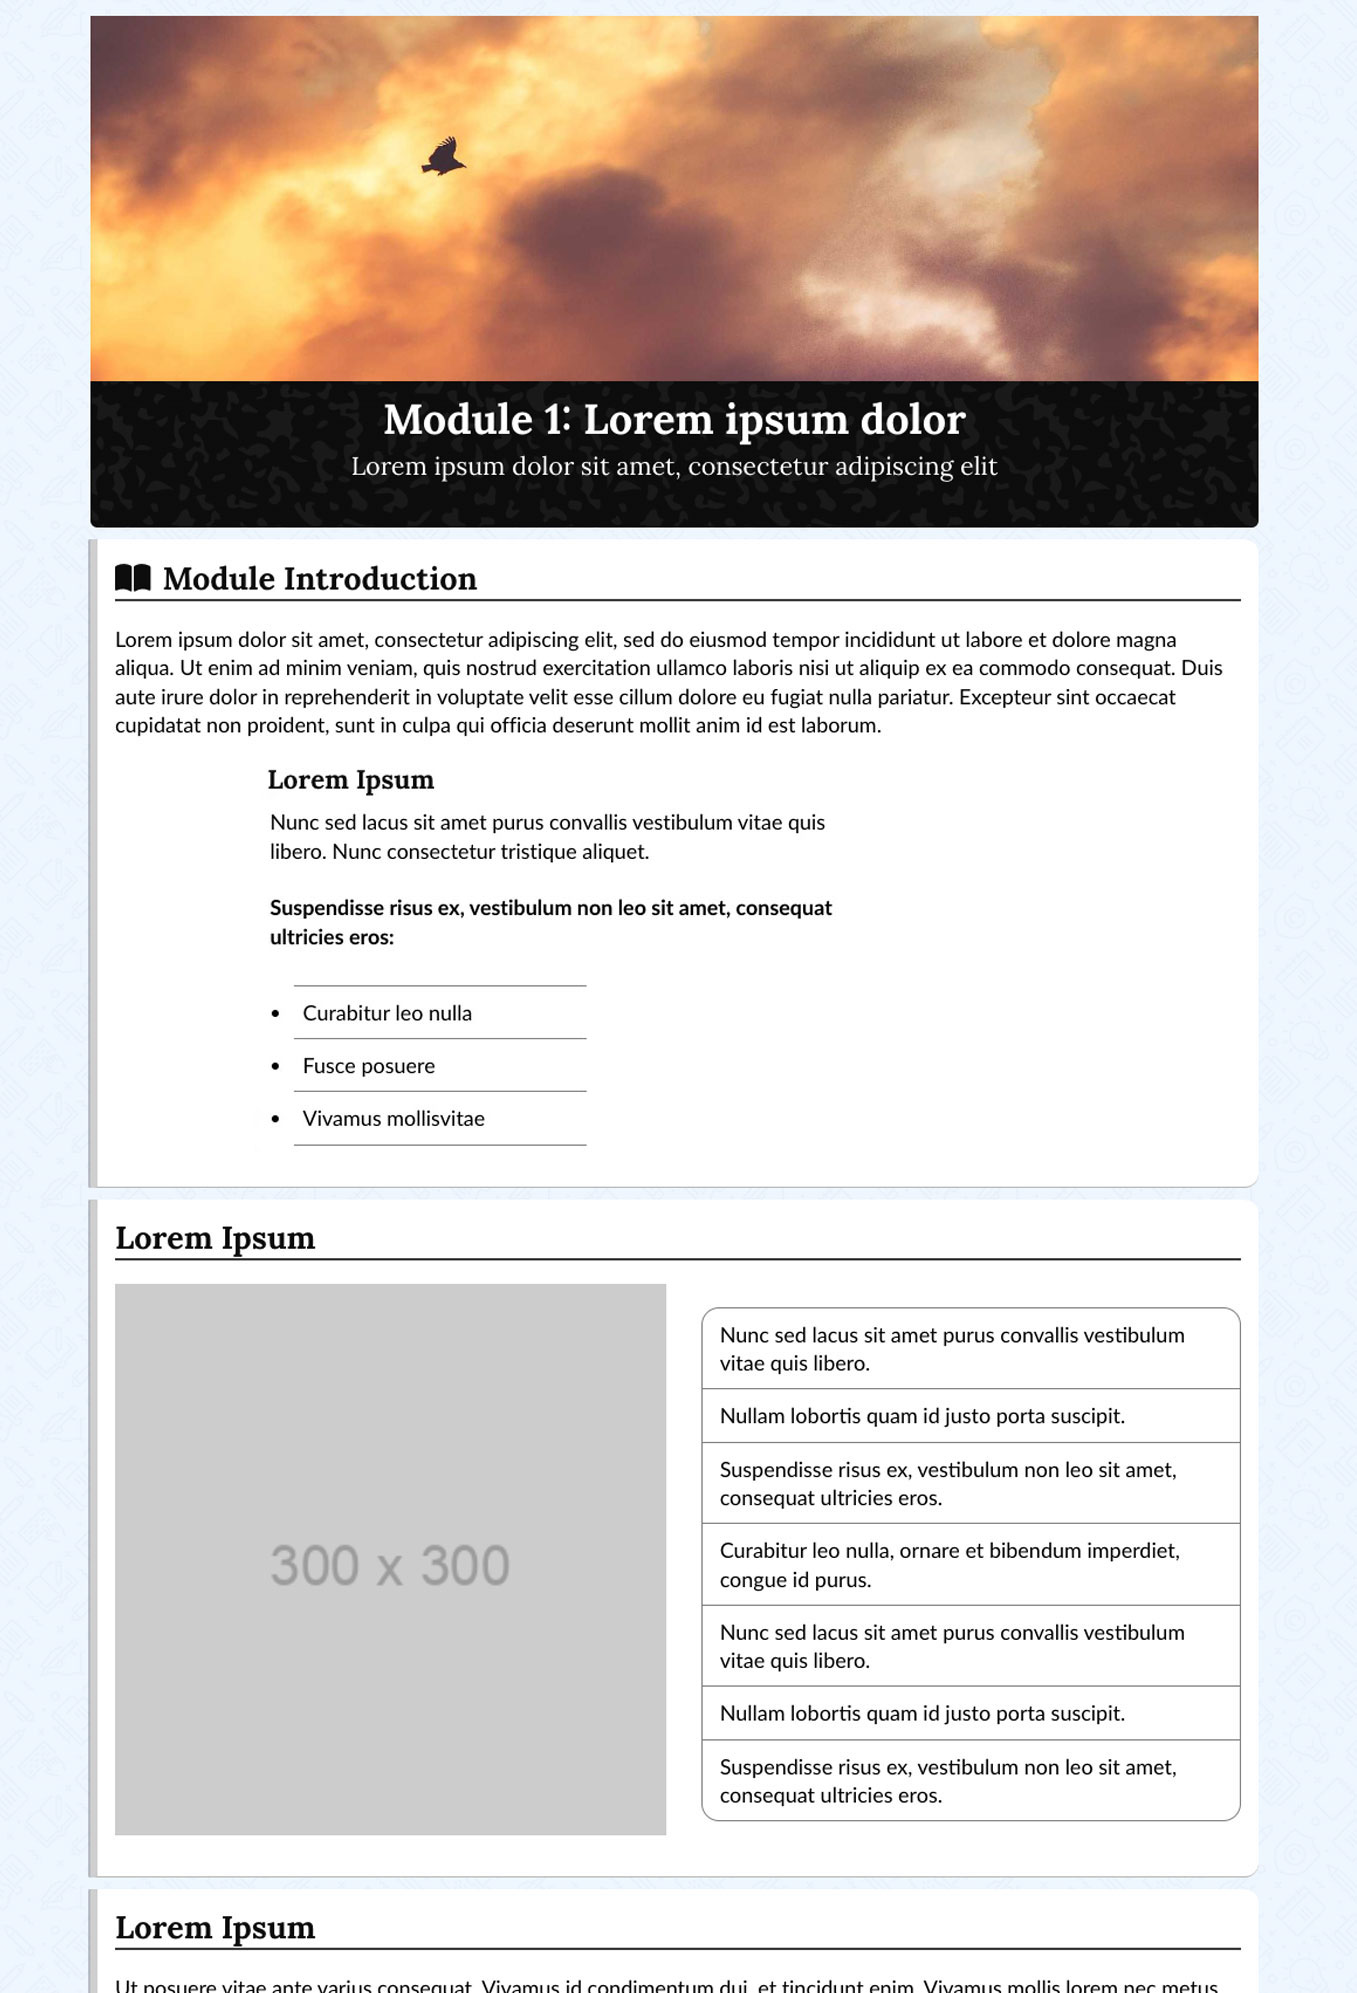 Module 1: Lorem ipsum dolor
Lorem ipsum dolor sit amet, consectetur adipiscing elit
Module Introduction
Lorem ipsum dolor sit amet, consectetur adipiscing elit, sed do eiusmod tempor incididunt ut labore et dolore magna
aliqua. Ut enim ad minim veniam, quis nostrud exercitation ullamco laboris nisi ut aliquip ex ea commodo consequat. Duis
aute irure dolor in reprehenderit in voluptate velit esse cillum dolore eu fugiat nulla pariatur. Excepteur sint occaecat
cupidatat non proident, sunt in culpa qui officia deserunt mollit anim id est laborum.
Lorem Ipsum
Nunc sed lacus sit amet purus convallis vestibulum vitae quis
libero. Nunc consectetur tristique aliquet.
Suspendisse risus ex, vestibulum non leo sit amet, consequat
ultricies eros:
• Curabitur leo nulla
• Fusce posuere
• Vivamus mollisvitae
Lorem Ipsum
300 x 300
Nunc sed lacus sit amet purus convallis vestibulum
vitae quis libero.
Nullam lobortis quam id justo porta suscipit.
Suspendisse risus ex, vestibulum non leo sit amet,
consequat ultricies eros.
Curabitur leo nulla, ornare et bibendum imperdiet,
congue id purus.
Nunc sed lacus sit amet purus convallis vestibulum
vitae quis libero.
Nullam lobortis quam id justo porta suscipit.
Suspendisse risus ex, vestibulum non leo sit amet,
consequat ultricies eros.
Lorem Ipsum
Ut posuere vitae ante varius consequat. Vivamus id condimentum dui, et tincidunt enim. Vivamus mollis lorem nec metus